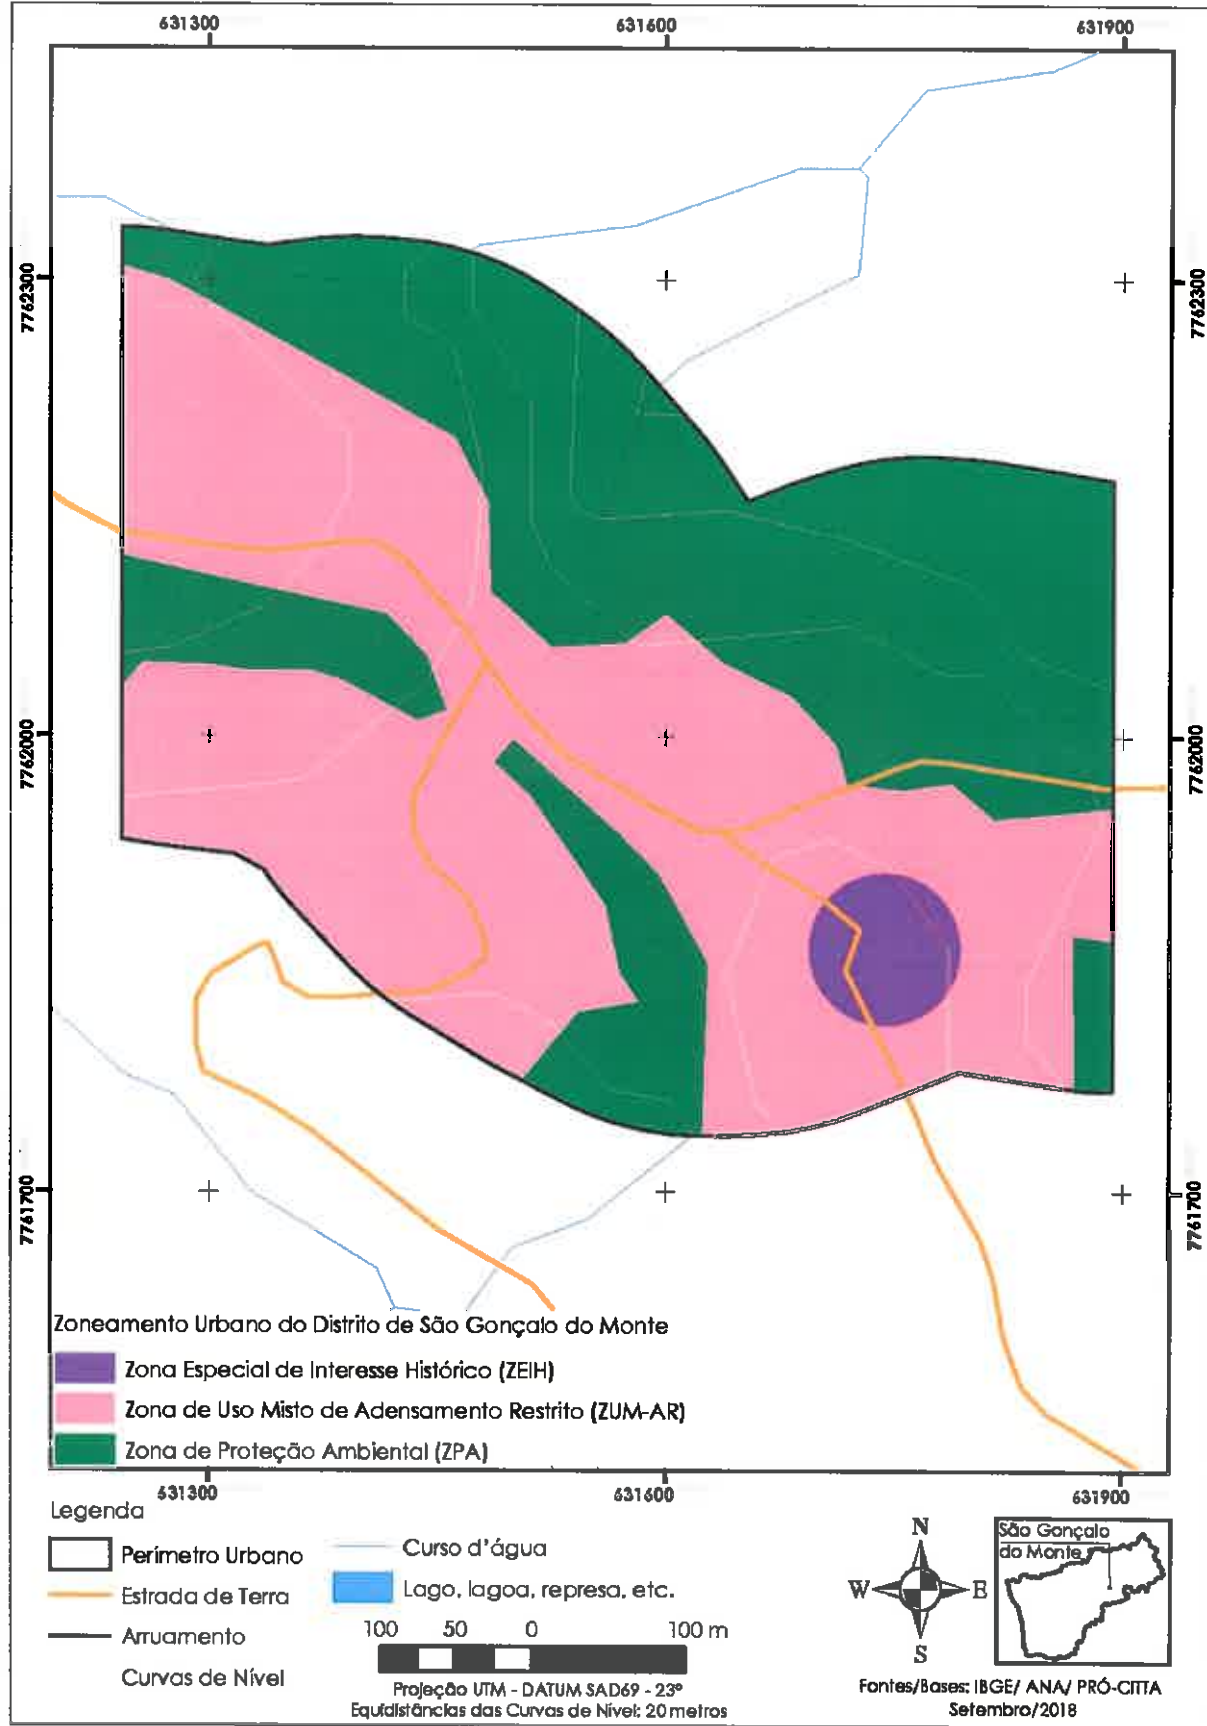 631300 631600 631900
7762300 7762300
7762000 7762000
7761700 7761700
Zoneamento Urbano do Distrito de São Gonçalo do Monte
Zona Especial de Interesse Histórico (ZEIH)
Zona de Uso Misto de Adensamento Restrito (ZUM-AR)
Zona de Proteção Ambiental (ZPA)
631300 631600 631900
Legenda
Perímetro Urbano
Estrada de Terra
Arruamento
Curvas de Nível
Curso d'água
Lago, lagoa, represa, etc.
100 50 0 100 m
Projeção UTM - DATUM SAD69 - 23º
Equidistâncias das Curvas de Nível: 20 metros
N
W E
S
São Gonçalo
do Monte
Fontes/Bases: IBGE/ ANA/ PRÓ-CITTA
Setembro/2018